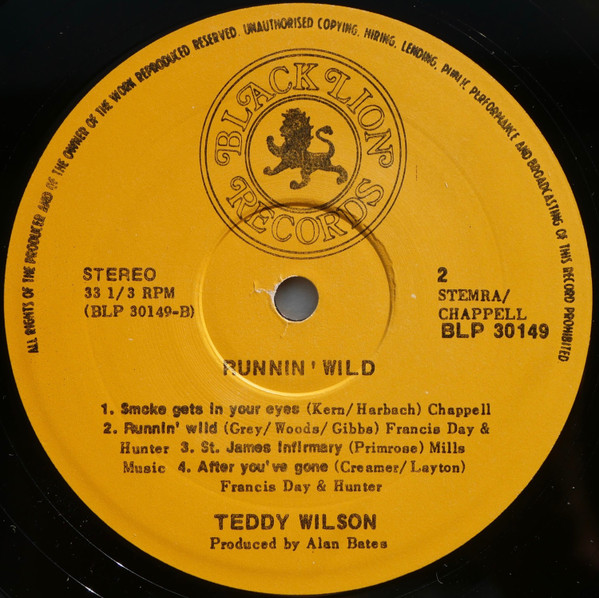 ALL RIGHTS OF THE PRODUCER AND OF THE OWNER OF THE WORK REPRODUCED RESERVED. UNAUTHORISED COPYING, HIRING, LENDING, PUBLIC PERFORMANCE AND BROADCASTING OF THIS RECORD PROHIBITED
BLACK LION
RECORDS
STEREO
33 1/3 RPM
(BLP 30149-B)
2
STEMRA/
CHAPPELL
BLP 30149
RUNNIN' WILD
1. Smoke gets in your eyes (Kern/Harbach) Chappell
2. Runnin' wild (Grey/Woods/Gibbs) Francis Day &
Hunter 3. St. James Infirmary (Primrose) Mills
Music 4. After you've gone (Creamer/Layton)
Francis Day & Hunter
TEDDY WILSON
Produced by Alan Bates